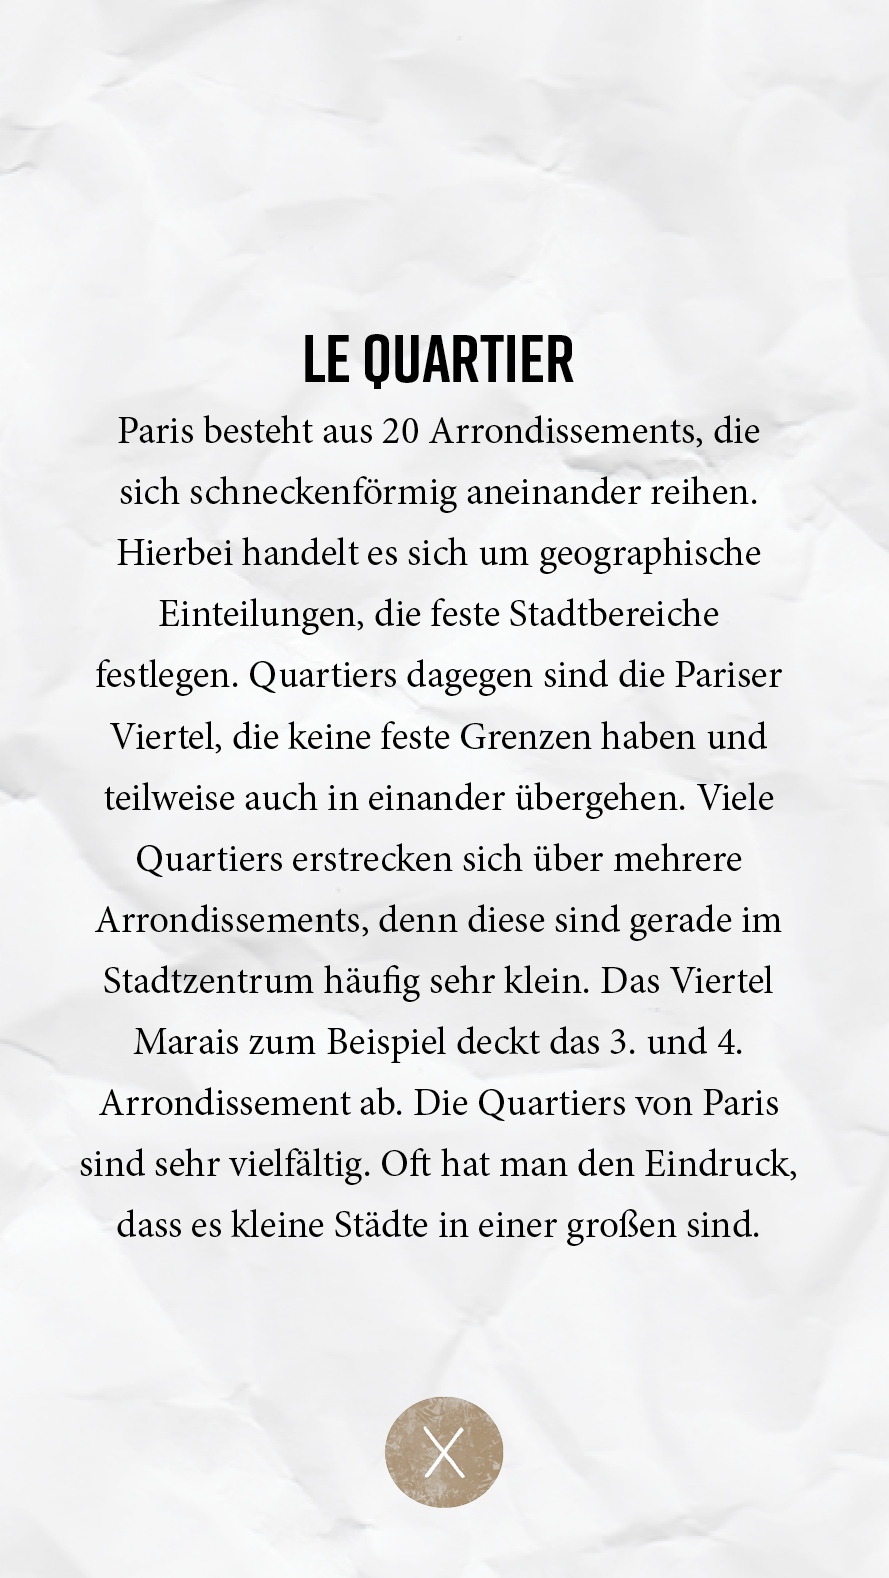 LE QUARTIER
Paris besteht aus 20 Arrondissements, die
sich schneckenförmig aneinander reihen.
Hierbei handelt es sich um geographische
Einteilungen, die feste Stadtbereiche
festlegen. Quartiers dagegen sind die Pariser
Viertel, die keine feste Grenzen haben und
teilweise auch in einander übergehen. Viele
Quartiers erstrecken sich über mehrere
Arrondissements, denn diese sind gerade im
Stadtzentrum häufig sehr klein. Das Viertel
Marais zum Beispiel deckt das 3. und 4.
Arrondissement ab. Die Quartiers von Paris
sind sehr vielfältig. Oft hat man den Eindruck,
dass es kleine Städte in einer großen sind.
X